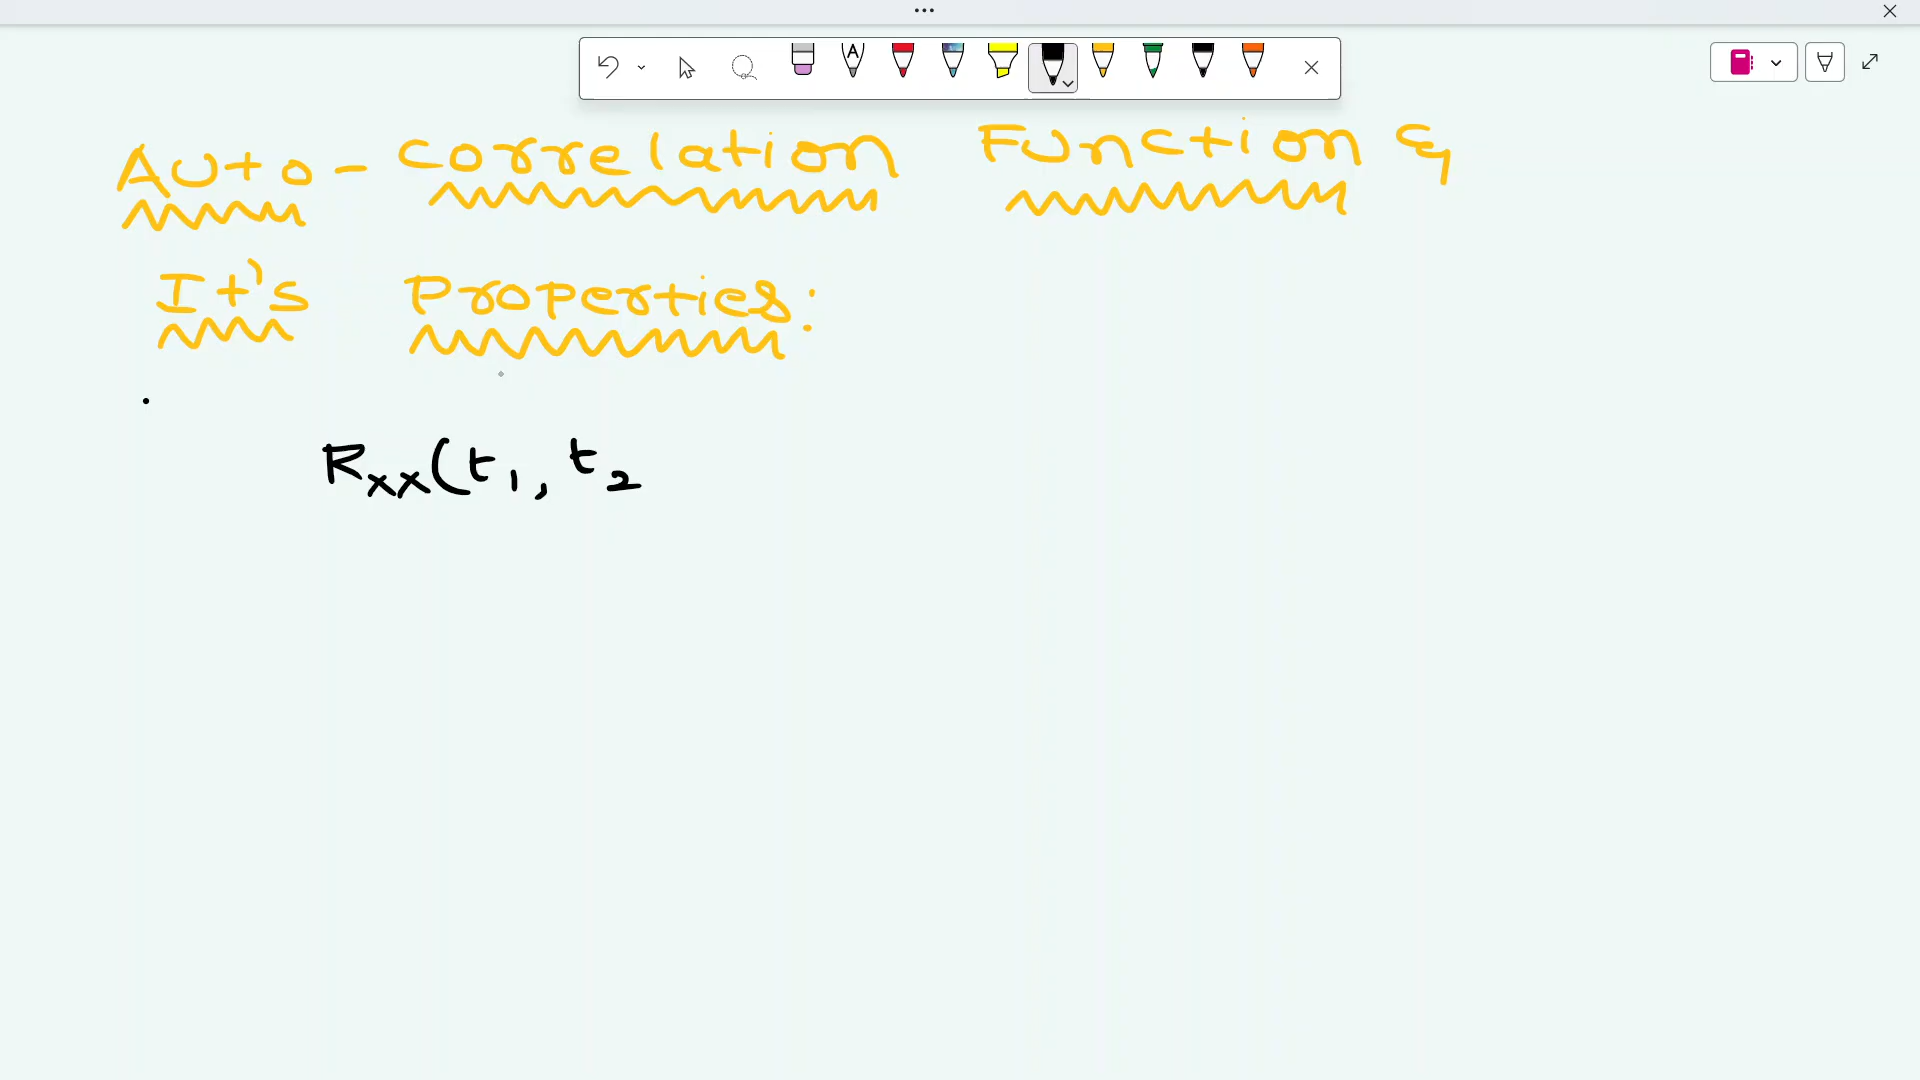 Auto-correlation Function &
It's Properties:
Rxx(t1, t2